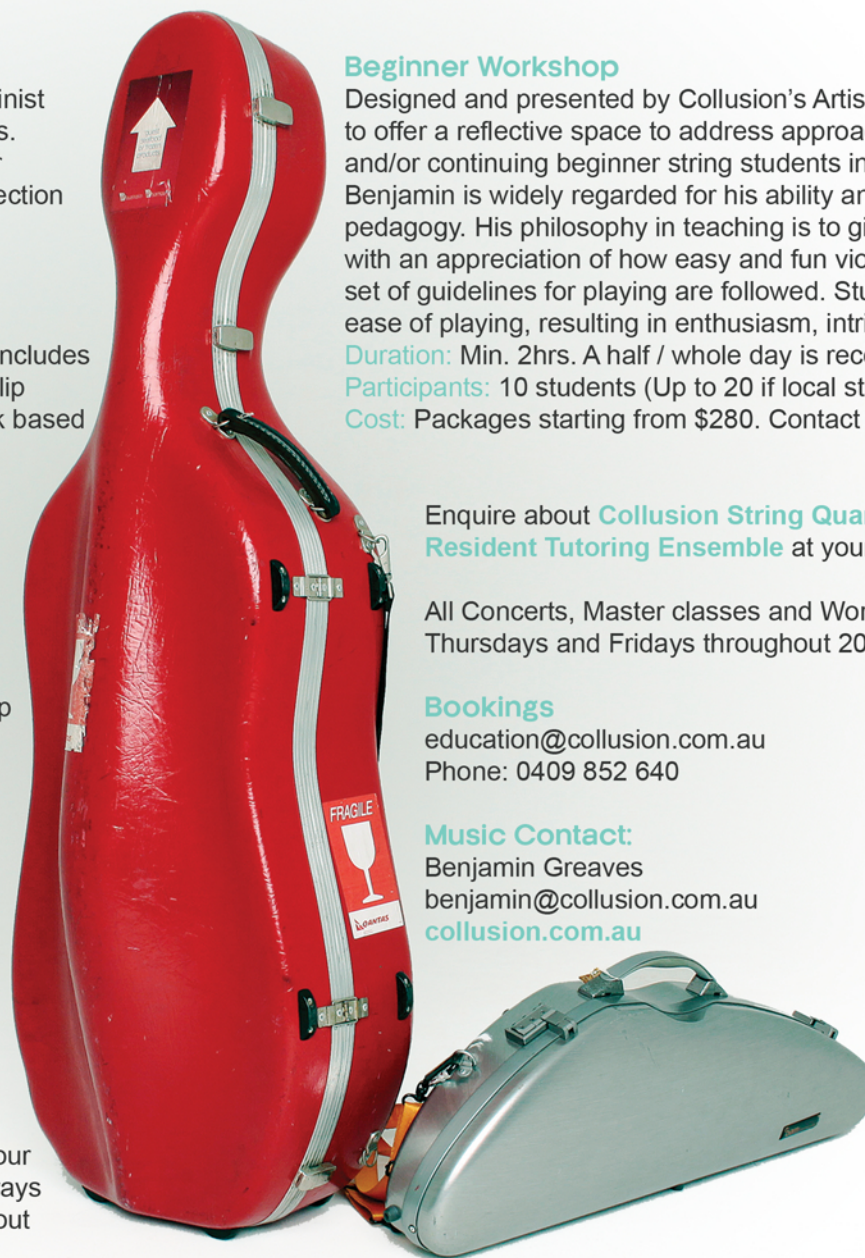 inist
s.
ection
includes
lip
k based
p
our
ays
out
Beginner Workshop
Designed and presented by Collusion's Artis
to offer a reflective space to address approa
and/or continuing beginner string students in
Benjamin is widely regarded for his ability an
pedagogy. His philosophy in teaching is to gi
with an appreciation of how easy and fun vio
set of guidelines for playing are followed. Stu
ease of playing, resulting in enthusiasm, intri
Duration: Min. 2hrs. A half / whole day is reco
Participants: 10 students (Up to 20 if local st
Cost: Packages starting from $280. Contact
Enquire about Collusion String Quar
Resident Tutoring Ensemble at your
All Concerts, Master classes and Wor
Thursdays and Fridays throughout 20
Bookings
education@collusion.com.au
Phone: 0409 852 640
Music Contact:
Benjamin Greaves
benjamin@collusion.com.au
collusion.com.au
FRAGILE
QANTAS